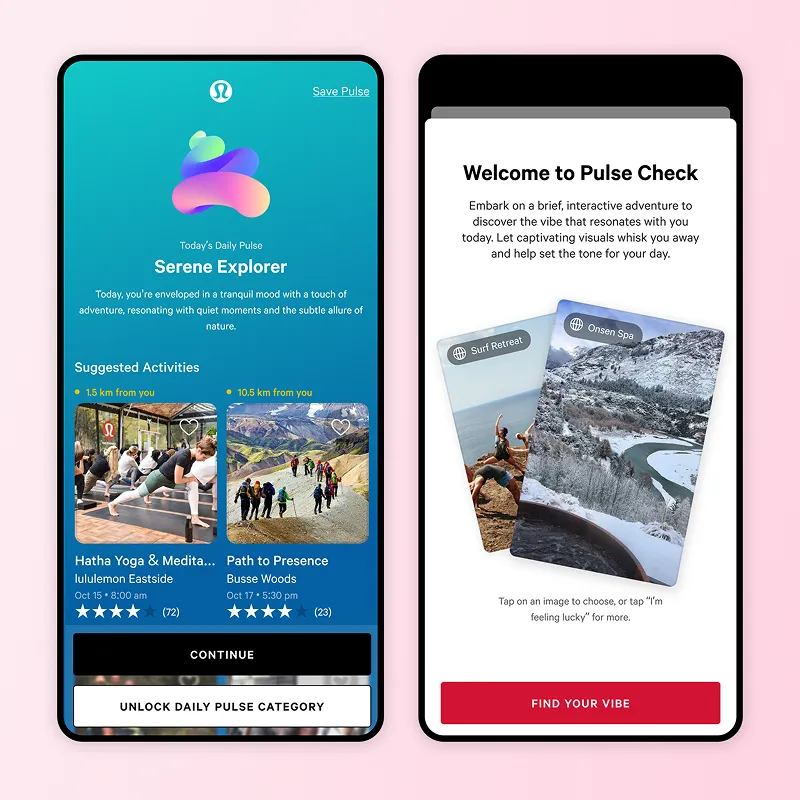 Save Pulse
Today's Daily Pulse
Serene Explorer
Today, you're enveloped in a tranquil mood with a touch of
adventure, resonating with quiet moments and the subtle allure of
nature.
Suggested Activities
1.5 km from you
10.5 km from you
Hatha Yoga & Medita...
lululemon Eastside
Oct 15 • 8:00 am
(72)
Path to Presence
Busse Woods
Oct 17 • 5:30 pm
(23)
CONTINUE
UNLOCK DAILY PULSE CATEGORY
Welcome to Pulse Check
Embark on a brief, interactive adventure to
discover the vibe that resonates with you
today. Let captivating visuals whisk you away
and help set the tone for your day.
Surf Retreat
Onsen Spa
Tap on an image to choose, or tap "I'm
feeling lucky" for more.
FIND YOUR VIBE